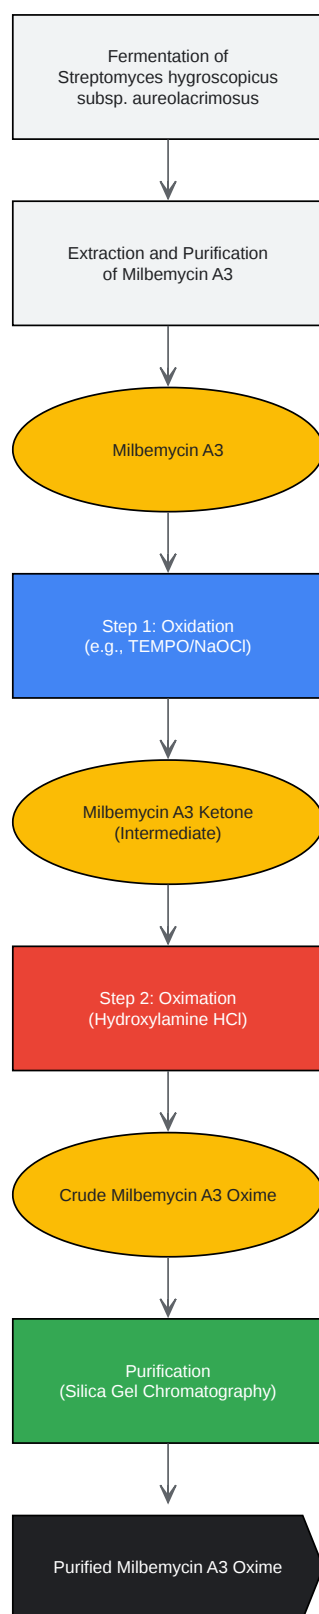 Fermentation of
Streptomyces hygroscopicus
subsp. aureolacrimosus
Extraction and Purification
of Milbemycin A3
Milbemycin A3
Step 1: Oxidation
(e.g., TEMPO/NaOCl)
Milbemycin A3 Ketone
(Intermediate)
Step 2: Oximation
(Hydroxylamine HCl)
Crude Milbemycin A3 Oxime
Purification
(Silica Gel Chromatography)
Purified Milbemycin A3 Oxime